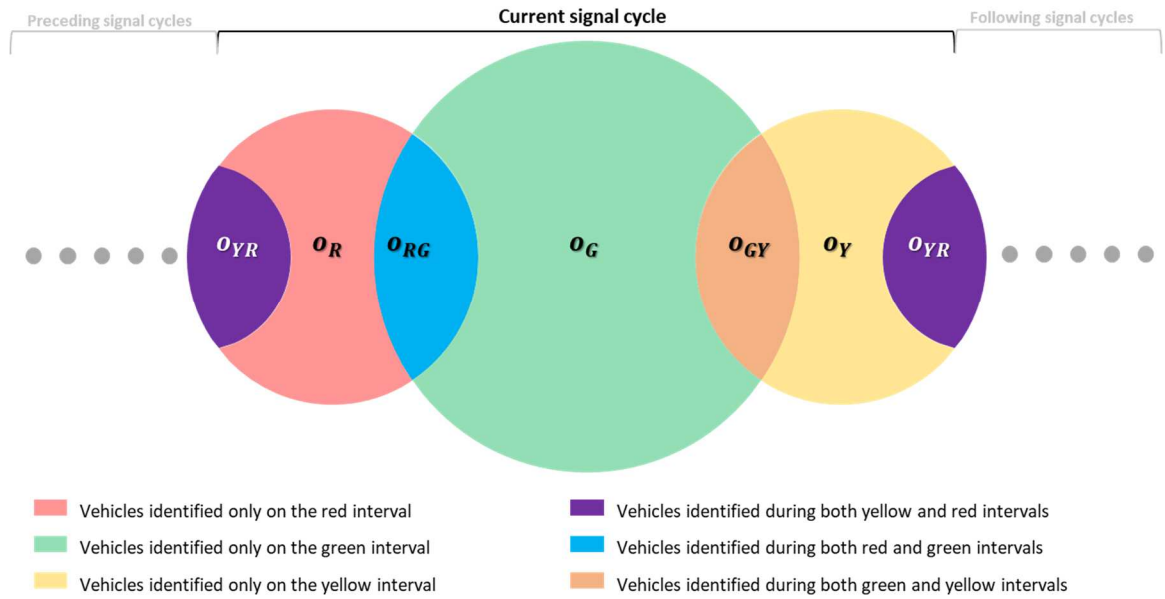 Preceding signal cycles
Current signal cycle
Following signal cycles
o_YR
o_R
o_RG
o_G
o_GY
o_Y
o_YR
Vehicles identified only on the red interval
Vehicles identified during both yellow and red intervals
Vehicles identified only on the green interval
Vehicles identified during both red and green intervals
Vehicles identified only on the yellow interval
Vehicles identified during both green and yellow intervals